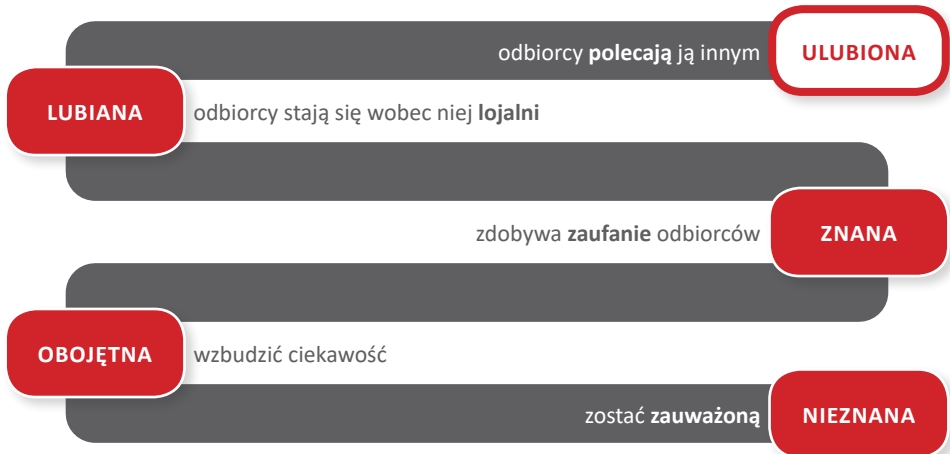 odbiorcy polecają ją innym ULUBIONA
LUBIANA odbiorcy stają się wobec niej lojalni
zdobywa zaufanie odbiorców ZNANA
OBOJĘTNA wzbudzić ciekawość
zostać zauważoną NIEZNANA